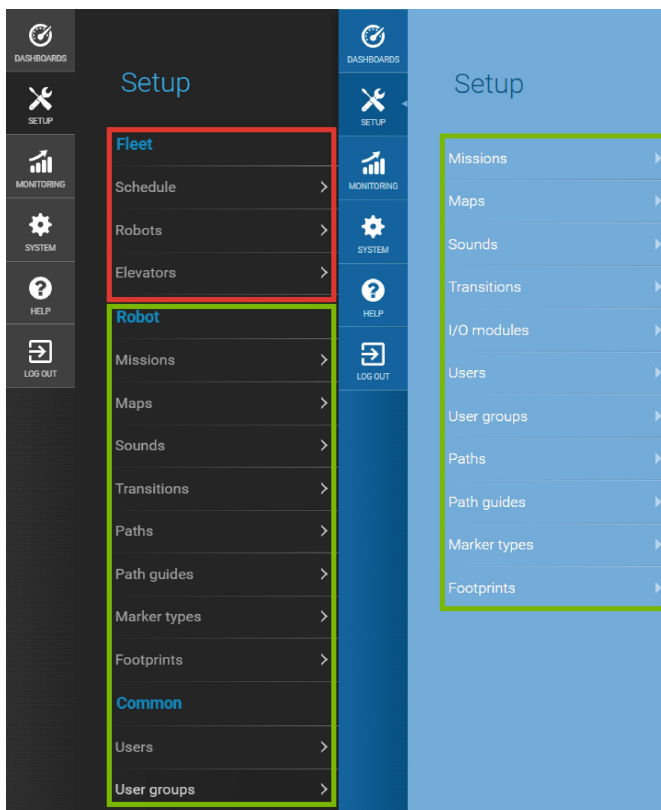 DASHBOARDS
SETUP
MONITORING
SYSTEM
HELP
LOG OUT
Setup
Fleet
Schedule
Robots
Elevators
Robot
Missions
Maps
Sounds
Transitions
Paths
Path guides
Marker types
Footprints
Common
Users
User groups
DASHBOARDS
SETUP
MONITORING
SYSTEM
HELP
LOG OUT
Setup
Missions
Maps
Sounds
Transitions
I/O modules
Users
User groups
Paths
Path guides
Marker types
Footprints